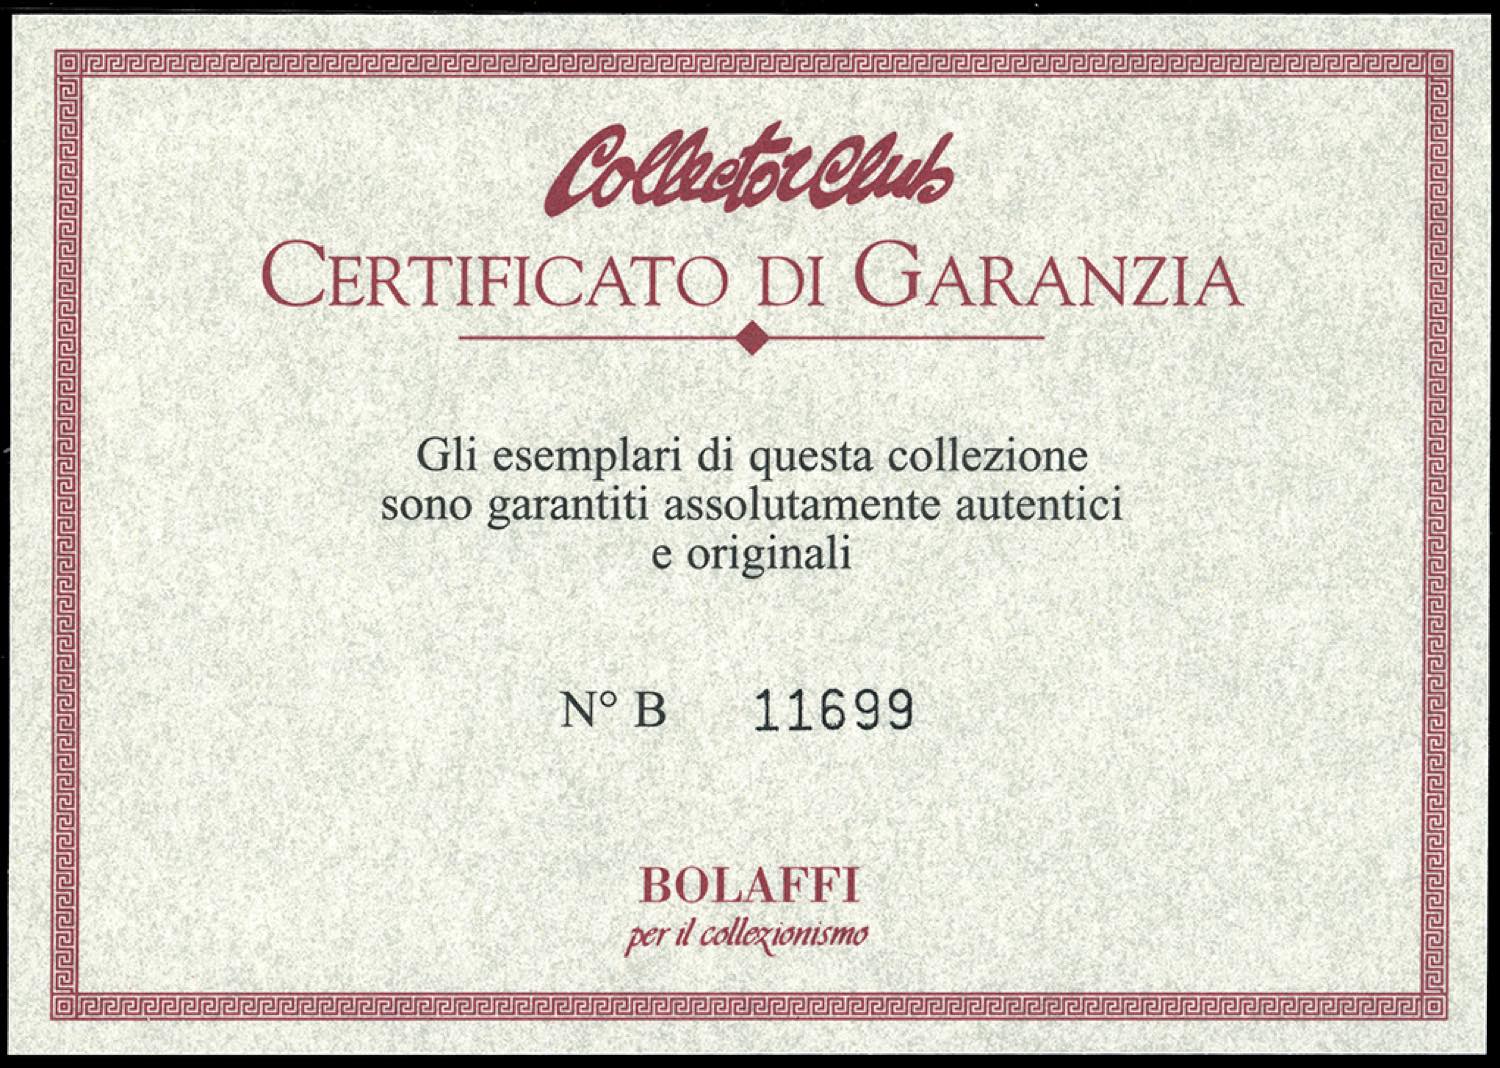 Collector Club
CERTIFICATO DI GARANZIA
Gli esemplari di questa collezione
sono garantiti assolutamente autentici
e originali
N° B 11699
BOLAFFI
per il collezionismo